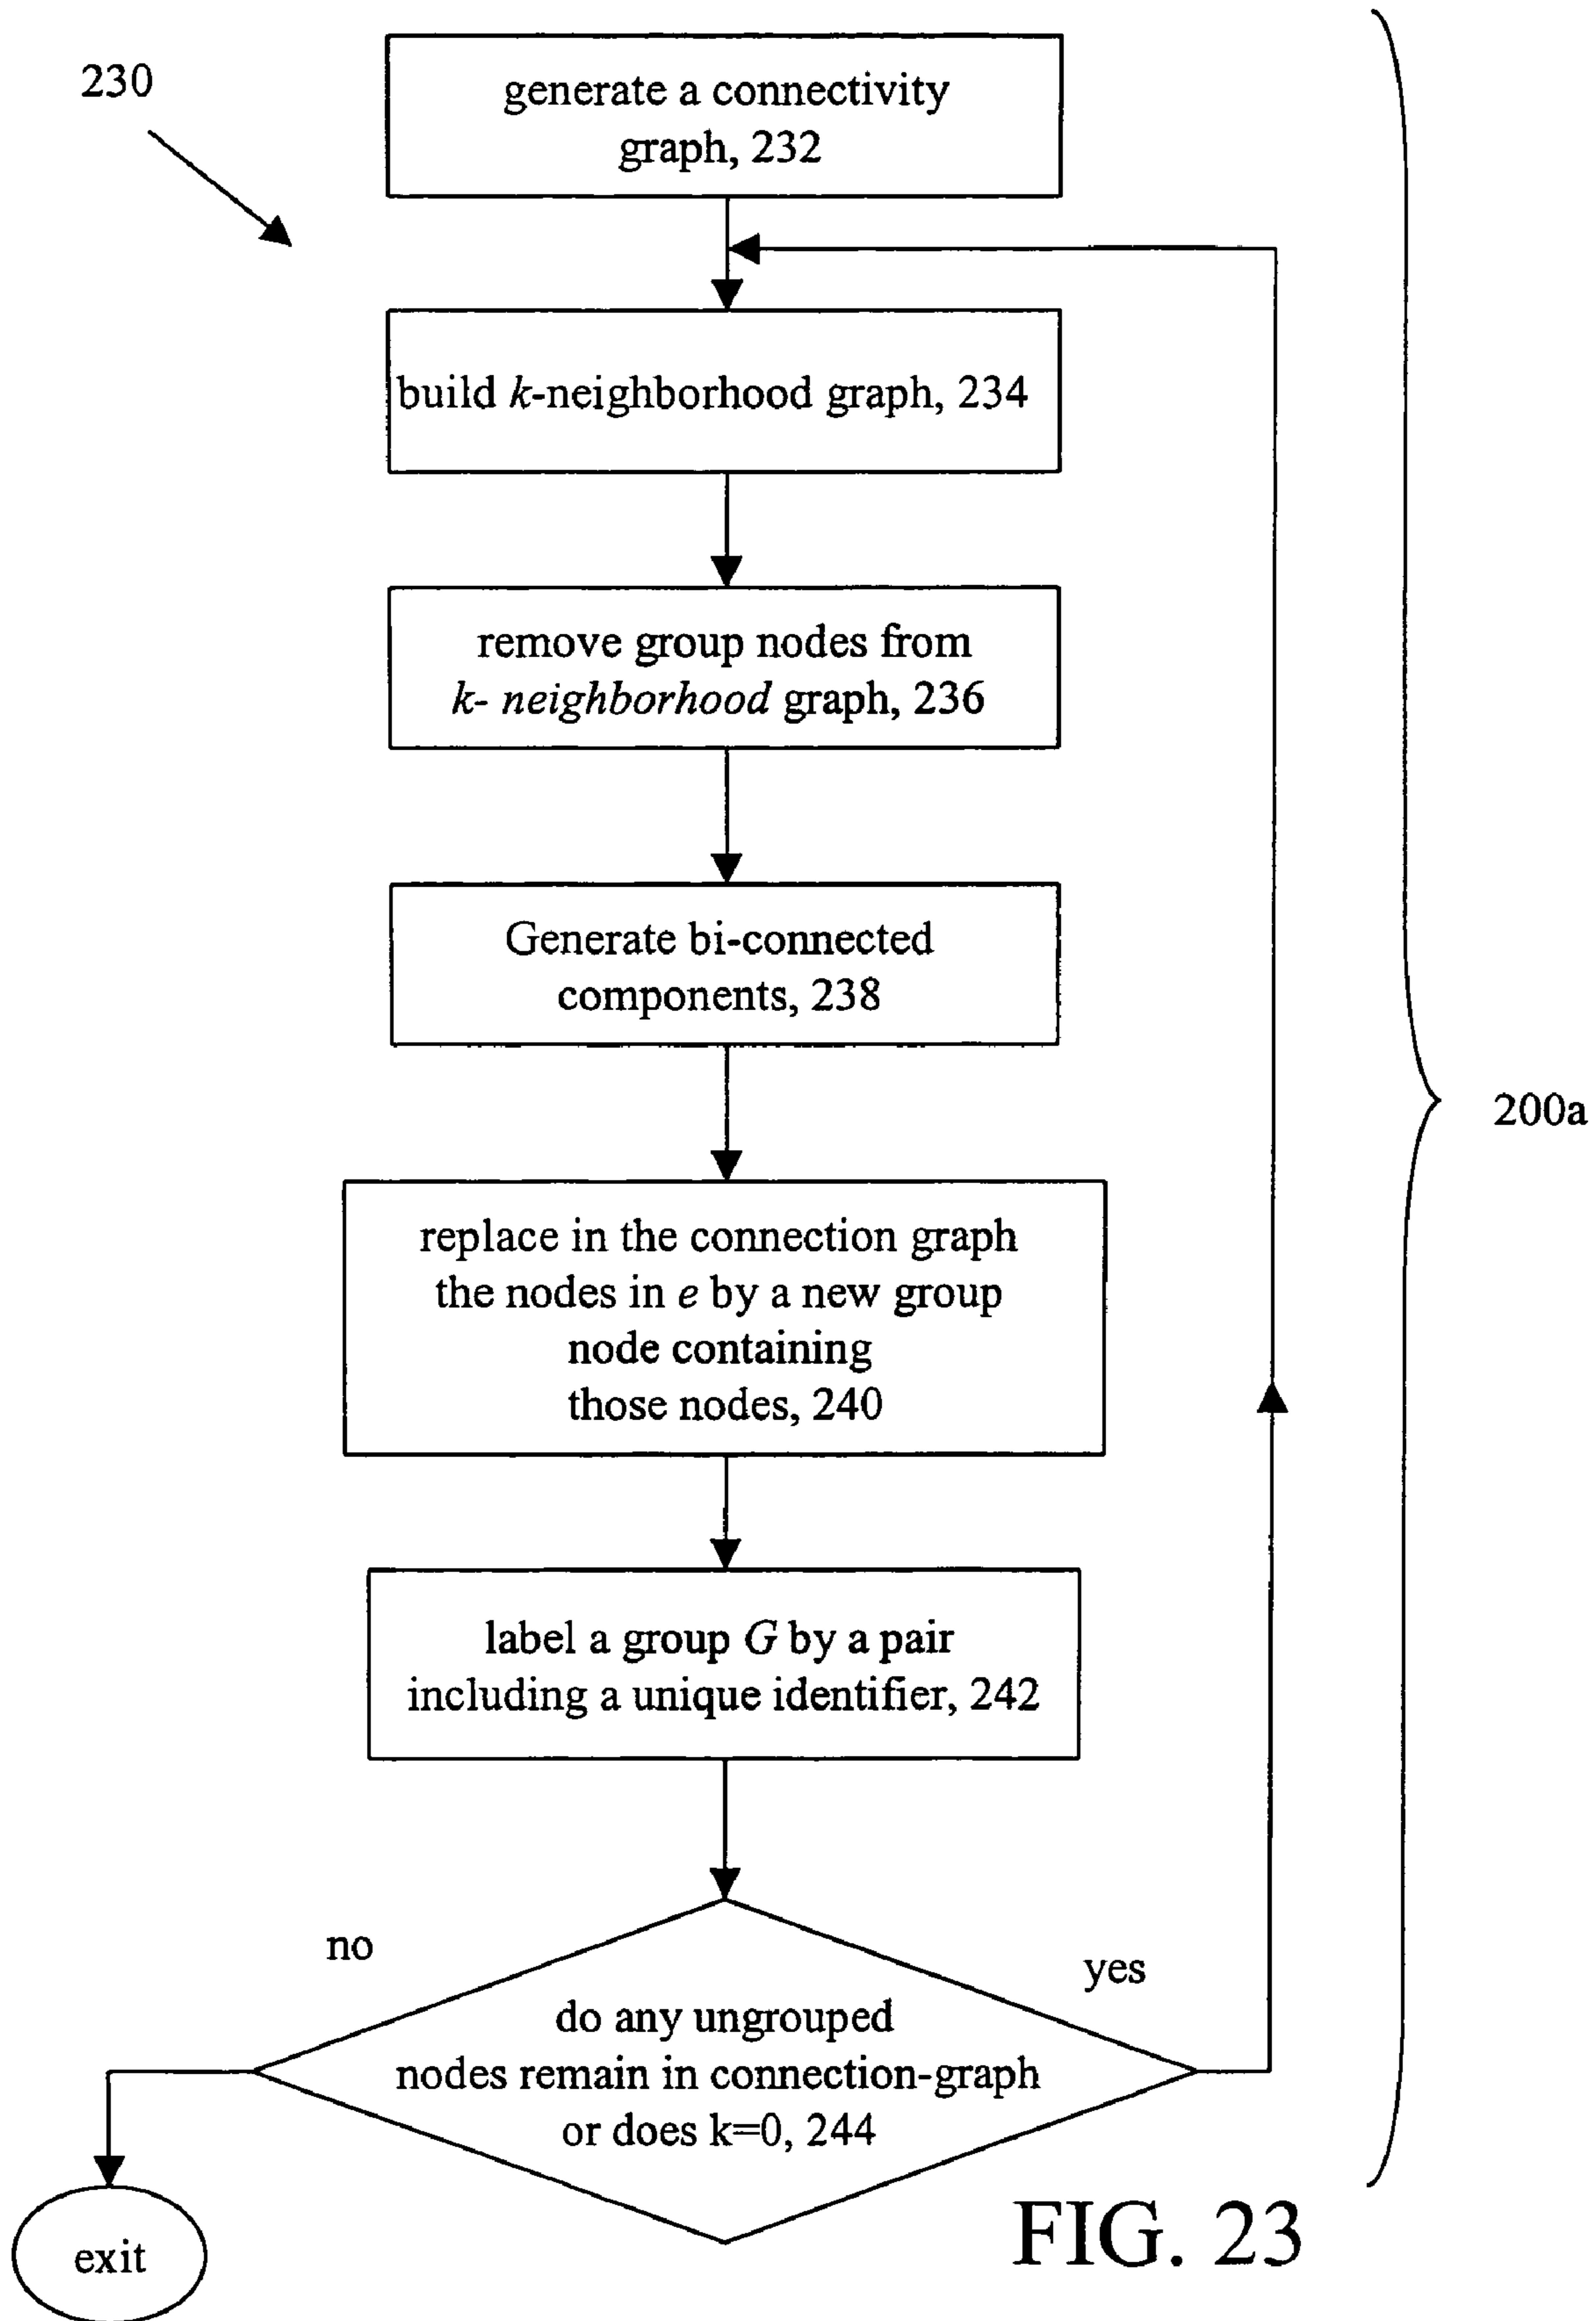 230
generate a connectivity
graph, 232
build k-neighborhood graph, 234
remove group nodes from
k- neighborhood graph, 236
Generate bi-connected
components, 238
200a
replace in the connection graph
the nodes in e by a new group
node containing
those nodes, 240
label a group G by a pair
including a unique identifier, 242
no
yes
do any ungrouped
nodes remain in connection-graph
or does k=0, 244
exit
FIG. 23